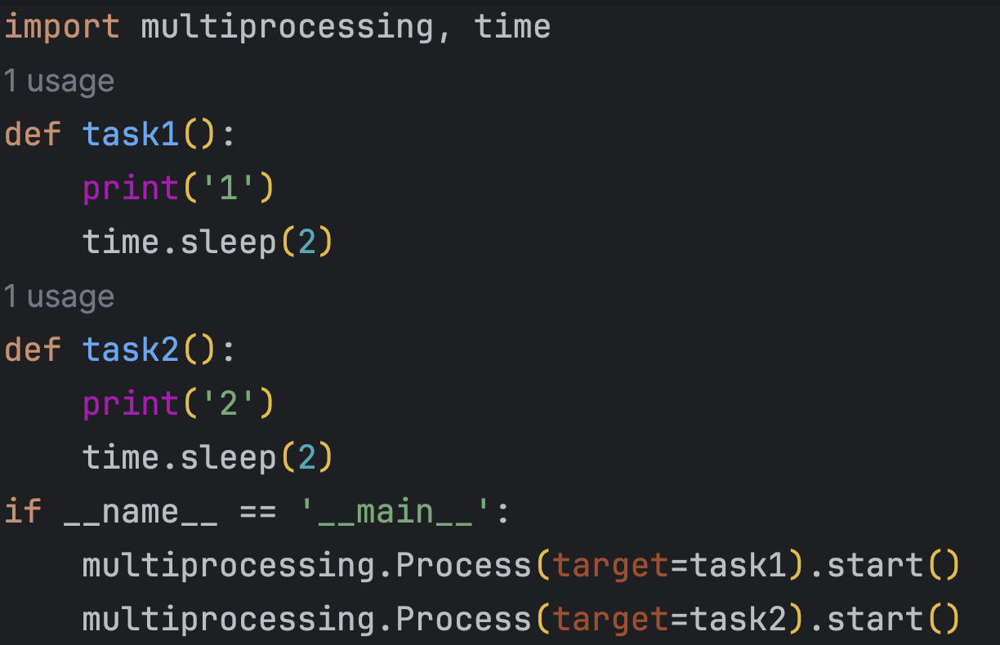 import multiprocessing, time
1 usage
def task1():
    print('1')
    time.sleep(2)
1 usage
def task2():
    print('2')
    time.sleep(2)
if __name__ == '__main__':
    multiprocessing.Process(target=task1).start()
    multiprocessing.Process(target=task2).start()